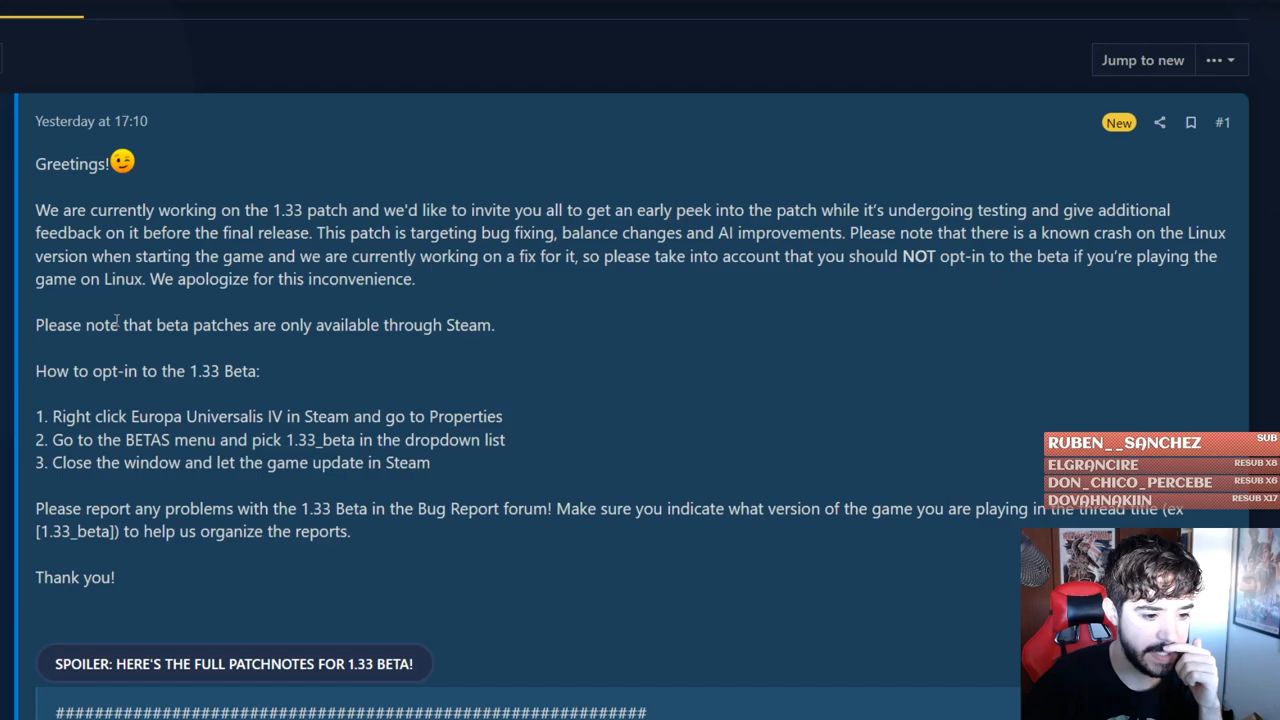 Jump to new
Yesterday at 17:10
New
#1
Greetings!
We are currently working on the 1.33 patch and we'd like to invite you all to get an early peek into the patch while it's undergoing testing and give additional
feedback on it before the final release. This patch is targeting bug fixing, balance changes and AI improvements. Please note that there is a known crash on the Linux
version when starting the game and we are currently working on a fix for it, so please take into account that you should NOT opt-in to the beta if you're playing the
game on Linux. We apologize for this inconvenience.
Please note that beta patches are only available through Steam.
How to opt-in to the 1.33 Beta:
1. Right click Europa Universalis IV in Steam and go to Properties
2. Go to the BETAS menu and pick 1.33_beta in the dropdown list
3. Close the window and let the game update in Steam
Please report any problems with the 1.33 Beta in the Bug Report forum! Make sure you indicate what version of the game you are playing in the thread title (ex
[1.33_beta]) to help us organize the reports.
Thank you!
SPOILER: HERE'S THE FULL PATCHNOTES FOR 1.33 BETA!
############################################################
RUBEN__SANCHEZ SUB
ELGRANCIRE RESUB X8
DON_CHICO_PERCEBE RESUB X6
DOVAHNAKIIN RESUB X17